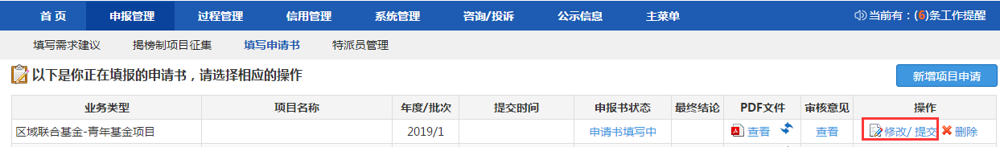 首 页 申报管理 过程管理 信用管理 系统管理 咨询/投诉 公示信息 主菜单 当前有：(6)条工作提醒
填写需求建议 揭榜制项目征集 填写申请书 特派员管理
以下是你正在填报的申请书，请选择相应的操作 新增项目申请
业务类型 项目名称 年度/批次 提交时间 申报书状态 最终结论 PDF文件 审核意见 操作
区域联合基金-青年基金项目 2019/1 申请书填写中 查看 查看 修改/ 提交 删除